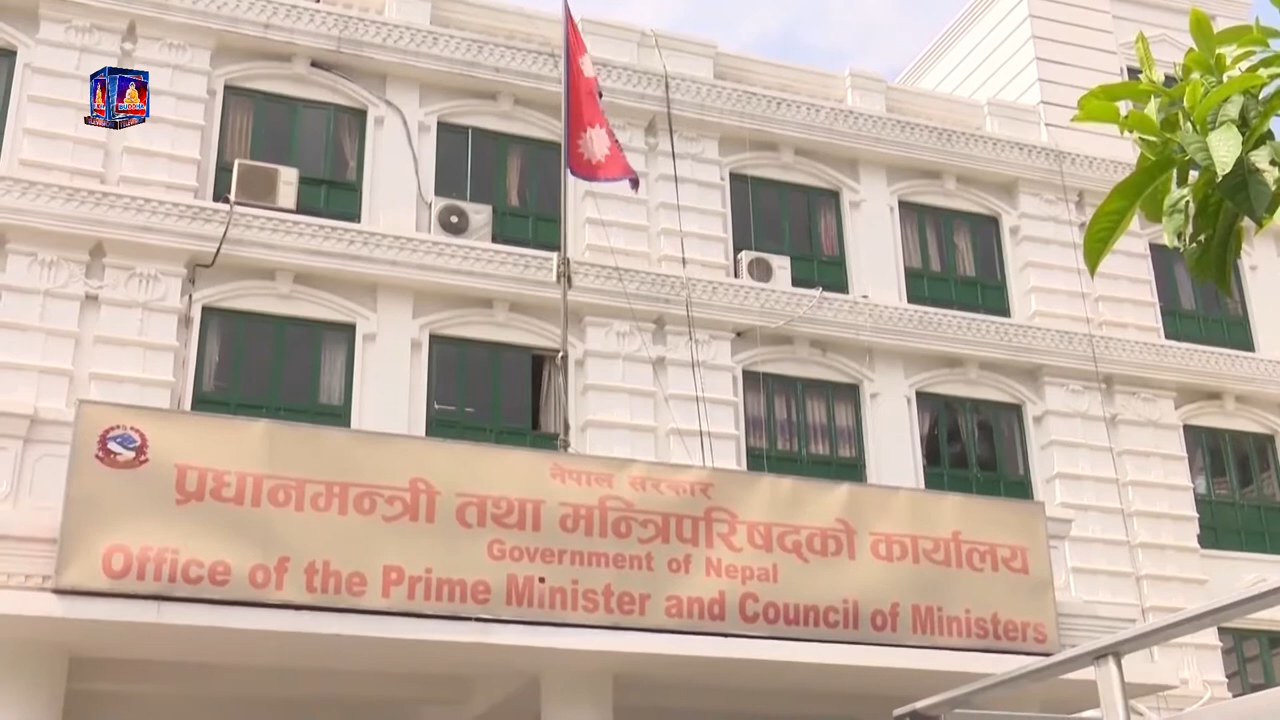 BUDDHA
नेपाल सरकार
प्रधानमन्त्री तथा मन्त्रिपरिषद्को कार्यालय
Government of Nepal
Office of the Prime Minister and Council of Ministers